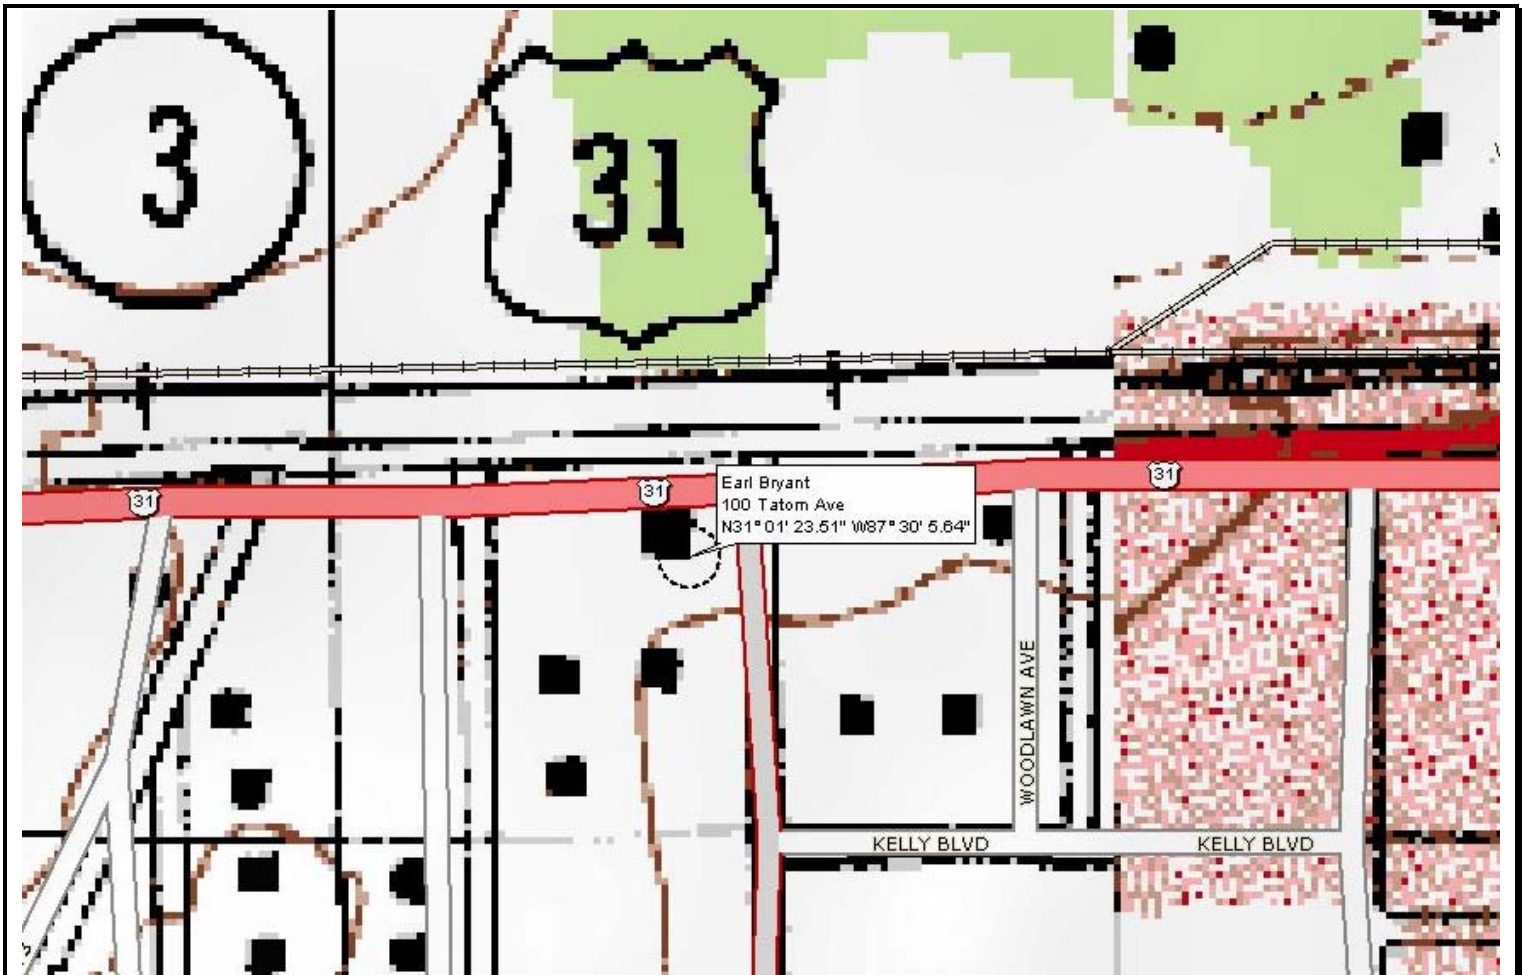 3
31
31
31
31
Earl Bryant
100 Tatom Ave
N31° 01' 23.51" W87° 30' 5.64"
WOODLAWN AVE
KELLY BLVD
KELLY BLVD